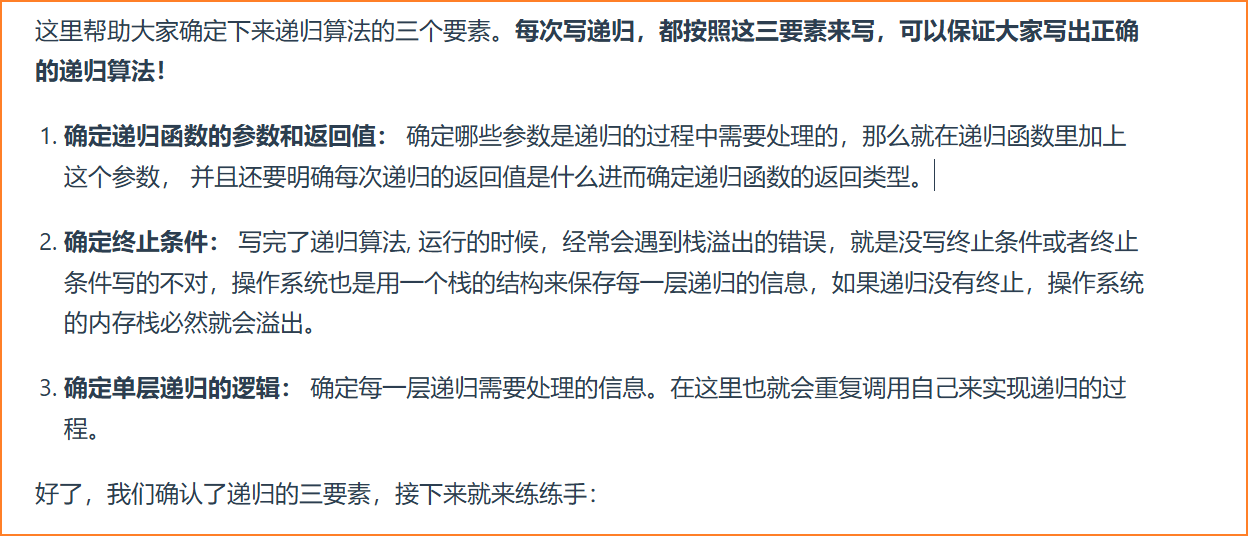 这里帮助大家确定下来递归算法的三个要素。每次写递归，都按照这三要素来写，可以保证大家写出正确
的递归算法！
1. 确定递归函数的参数和返回值： 确定哪些参数是递归的过程中需要处理的，那么就在递归函数里加上
这个参数， 并且还要明确每次递归的返回值是什么进而确定递归函数的返回类型。
2. 确定终止条件： 写完了递归算法, 运行的时候，经常会遇到栈溢出的错误，就是没写终止条件或者终止
条件写的不对，操作系统也是用一个栈的结构来保存每一层递归的信息，如果递归没有终止，操作系统
的内存栈必然就会溢出。
3. 确定单层递归的逻辑： 确定每一层递归需要处理的信息。在这里也就会重复调用自己来实现递归的过
程。
好了，我们确认了递归的三要素，接下来就来练练手：